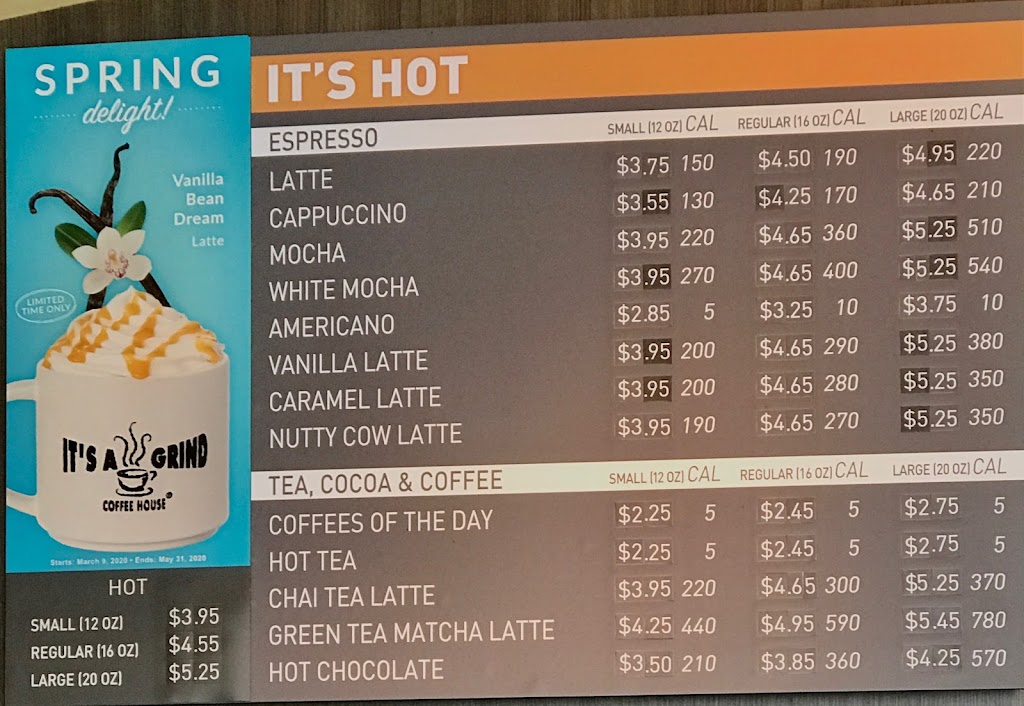 SPRING
delight!
Vanilla
Bean
Dream
Latte
LIMITED
TIME ONLY
IT'S A GRIND
COFFEE HOUSE
Starts: March 9, 2020 • Ends: May 31, 2020
HOT
SMALL (12 OZ) $3.95
REGULAR (16 OZ) $4.55
LARGE (20 OZ) $5.25
IT'S HOT
ESPRESSO SMALL (12 OZ) CAL REGULAR (16 OZ) CAL LARGE (20 OZ) CAL
LATTE $3.75 150 $4.50 190 $4.95 220
CAPPUCCINO $3.55 130 $4.25 170 $4.65 210
MOCHA $3.95 220 $4.65 360 $5.25 510
WHITE MOCHA $3.95 270 $4.65 400 $5.25 540
AMERICANO $2.85 5 $3.25 10 $3.75 10
VANILLA LATTE $3.95 200 $4.65 290 $5.25 380
CARAMEL LATTE $3.95 200 $4.65 280 $5.25 350
NUTTY COW LATTE $3.95 190 $4.65 270 $5.25 350
TEA, COCOA & COFFEE SMALL (12 OZ) CAL REGULAR (16 OZ) CAL LARGE (20 OZ) CAL
COFFEES OF THE DAY $2.25 5 $2.45 5 $2.75 5
HOT TEA $2.25 5 $2.45 5 $2.75 5
CHAI TEA LATTE $3.95 220 $4.65 300 $5.25 370
GREEN TEA MATCHA LATTE $4.25 440 $4.95 590 $5.45 780
HOT CHOCOLATE $3.50 210 $3.85 360 $4.25 570